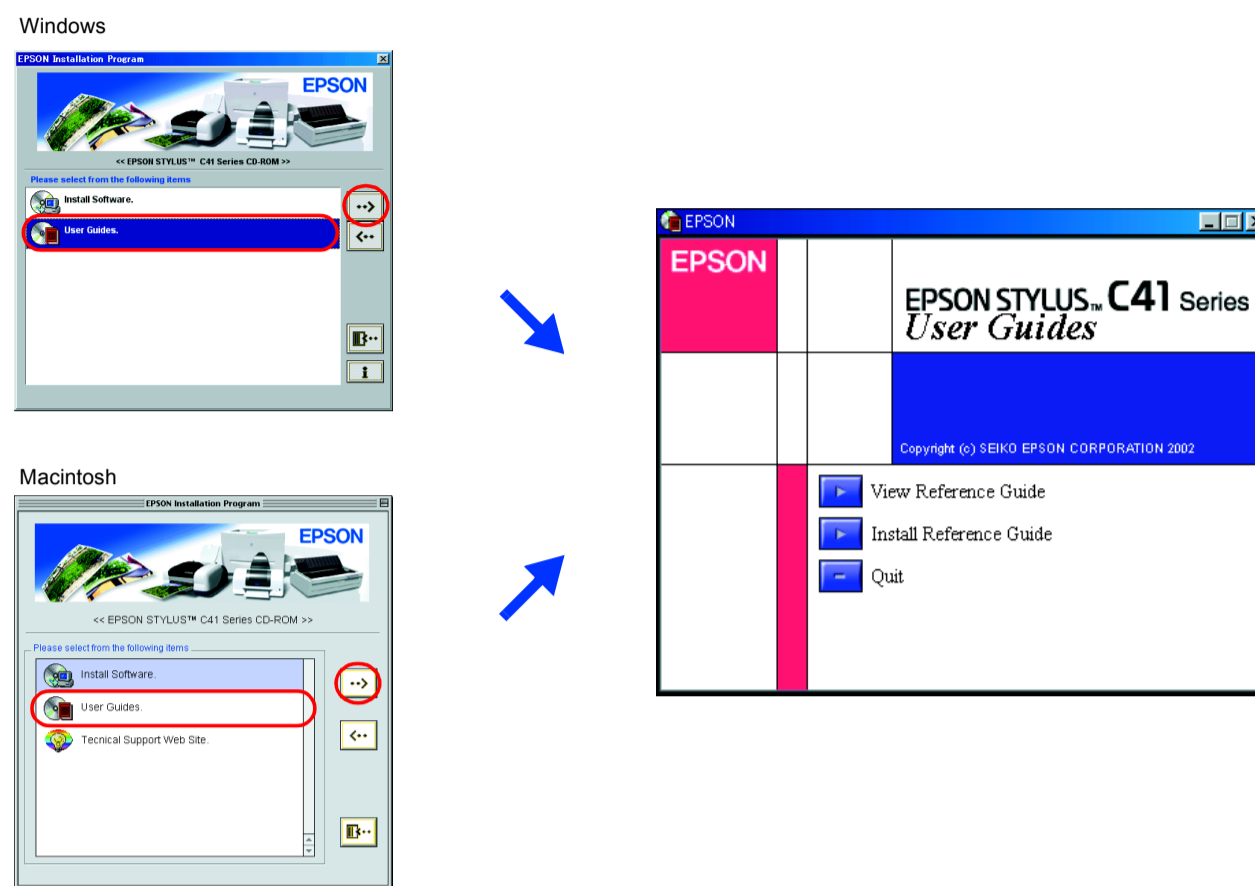 Windows
EPSON Installation Program
EPSON
<< EPSON STYLUS™ C41 Series CD-ROM >>
Please select from the following items
Install Software.
User Guides.
Macintosh
EPSON Installation Program
EPSON
<< EPSON STYLUS™ C41 Series CD-ROM >>
Please select from the following items
Install Software.
User Guides.
Tecnical Support Web Site.
EPSON
EPSON
EPSON STYLUS™ C41 Series
User Guides
Copyright (c) SEIKO EPSON CORPORATION 2002
View Reference Guide
Install Reference Guide
Quit